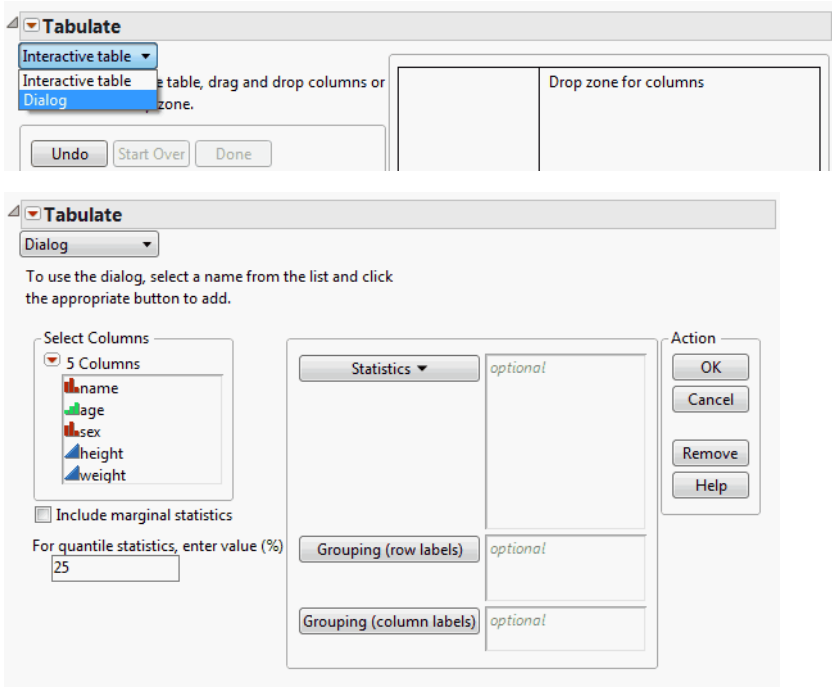 Tabulate
Interactive table
Interactive table
Dialog
e table, drag and drop columns or
zone.
Drop zone for columns
Undo
Start Over
Done
Tabulate
Dialog
To use the dialog, select a name from the list and click
the appropriate button to add.
Select Columns
5 Columns
name
age
sex
height
weight
Include marginal statistics
For quantile statistics, enter value (%)
25
Statistics
optional
Grouping (row labels)
optional
Grouping (column labels)
optional
Action
OK
Cancel
Remove
Help